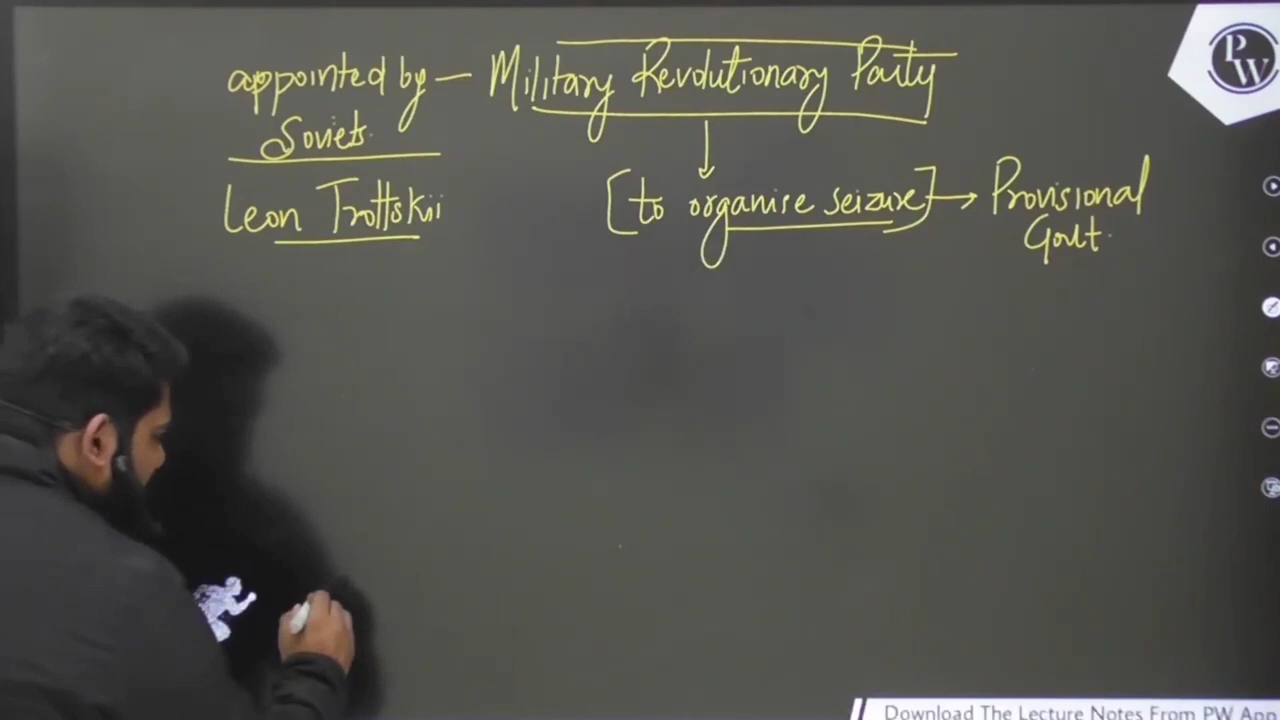 appointed by — Military Revolutionary Party
Soviets.
Leon Trottskii
[to organise seizure] → Provisional
Govt.
PW
Download The Lecture Notes From PW App